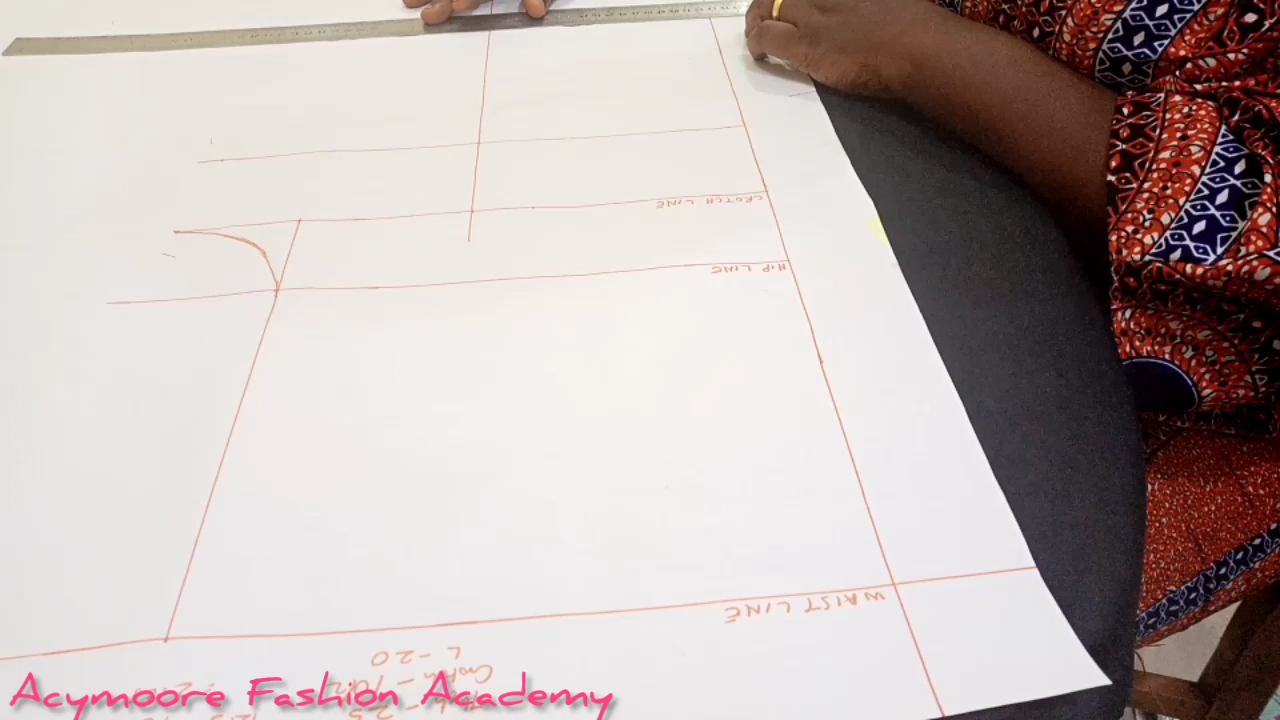 CROTCH LINE
HIP LINE
WAIST LINE
L - 20
Acymoore Fashion Academy